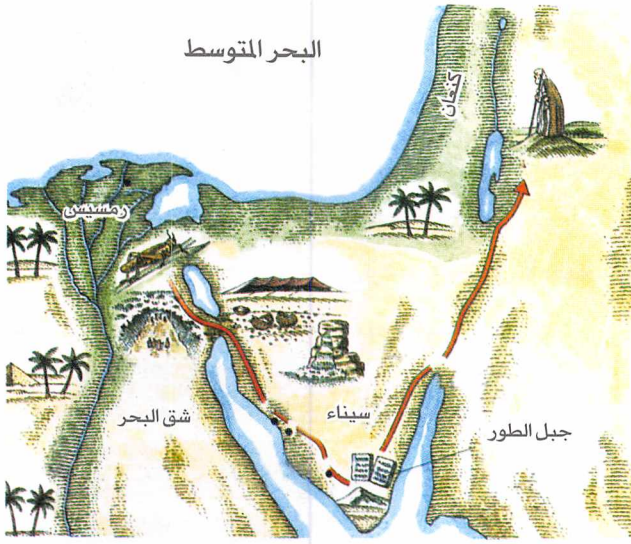 البحر المتوسط
كنعان
رمسيس
شق البحر
سيناء
جبل الطور